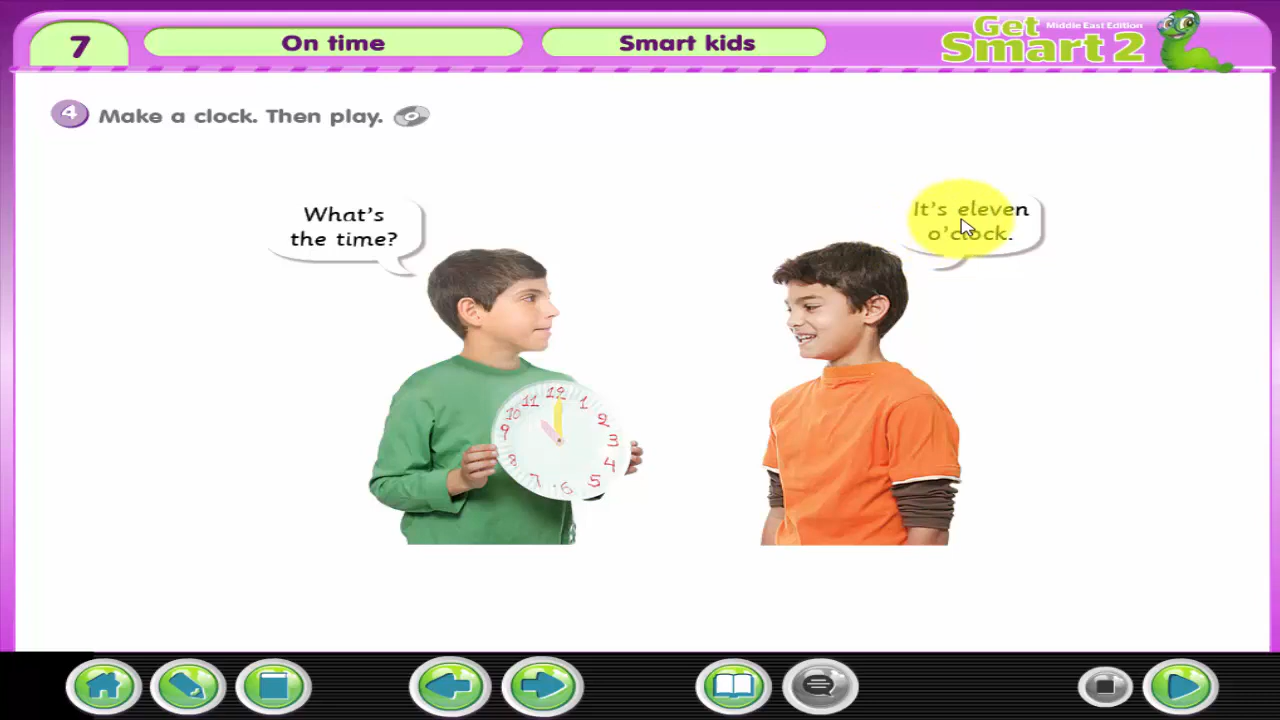 7
On time
Smart kids
Get
Middle East Edition
Smart 2
4 Make a clock. Then play.
What's
the time?
It's eleven
o'clock.
12
11
1
10
2
9
3
8
4
7
5
6